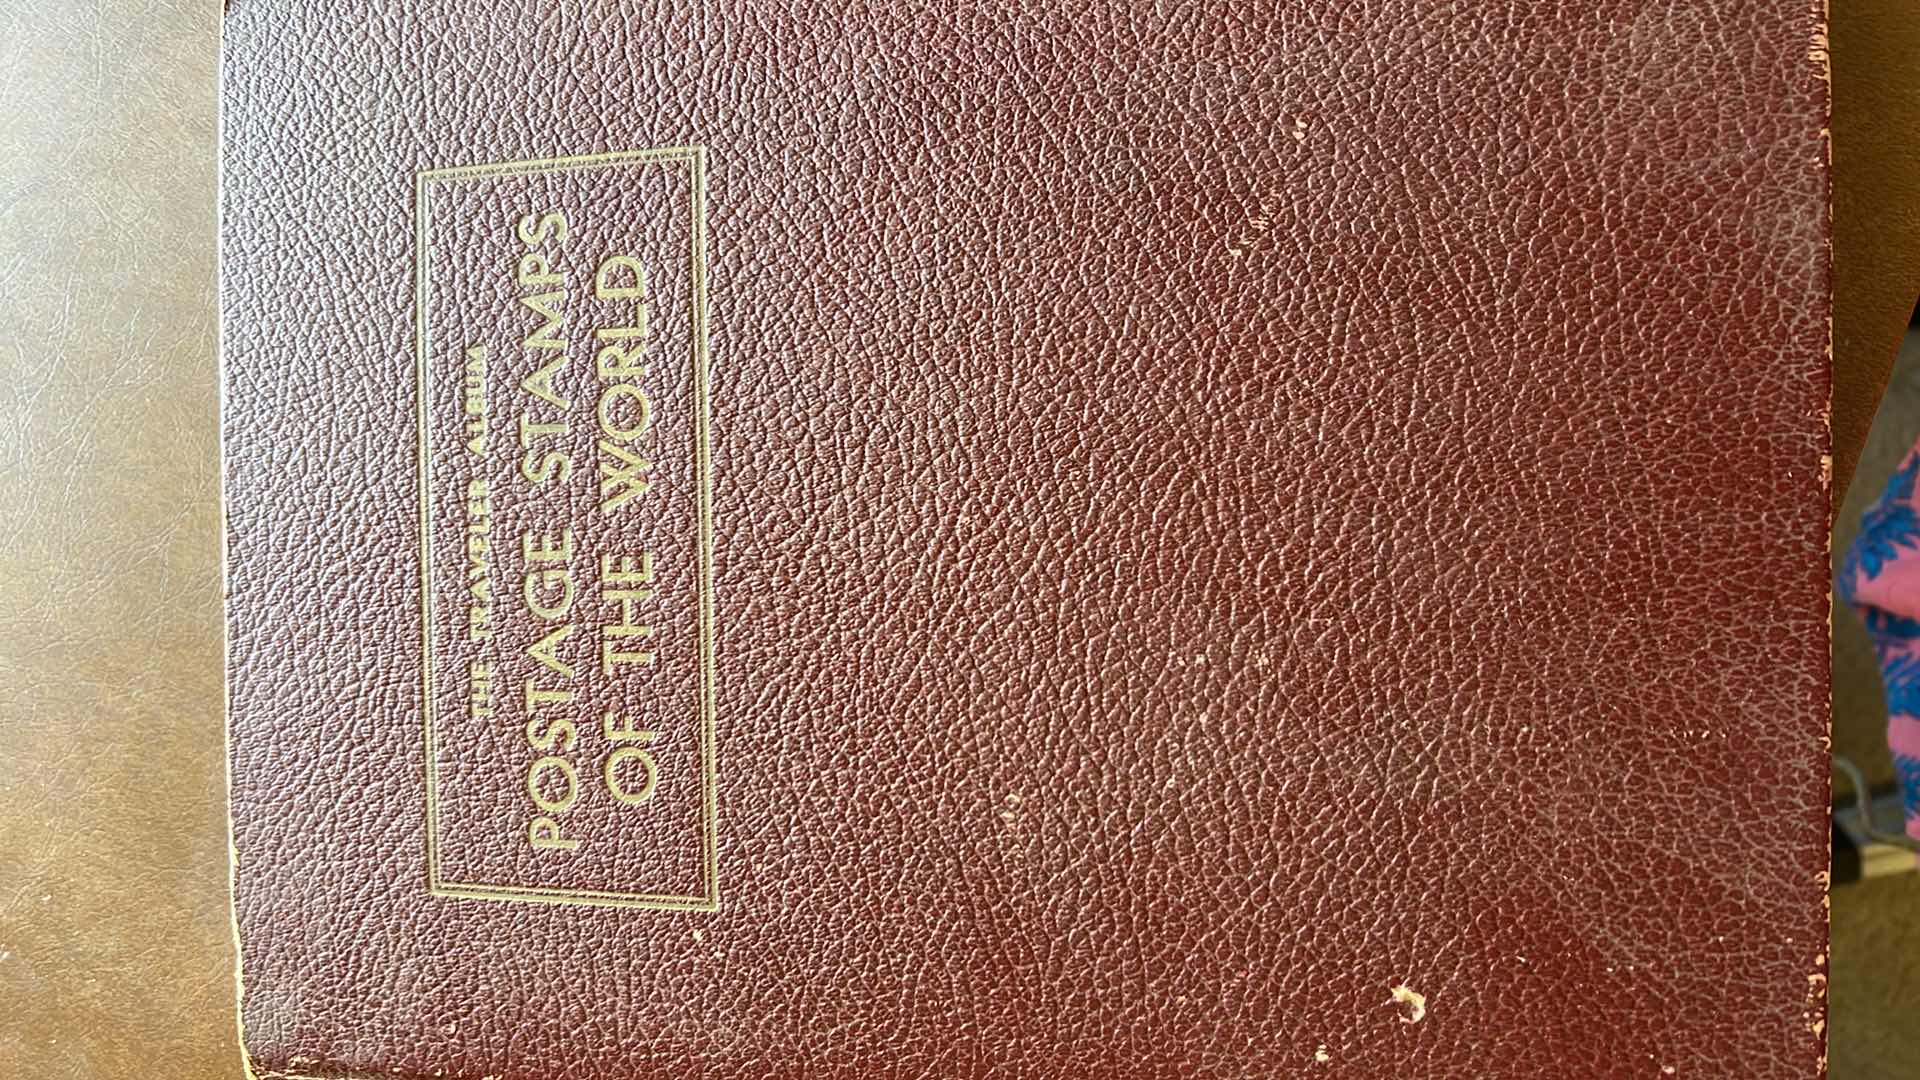 THE TRAVELER ALBUM
POSTAGE STAMPS
OF THE WORLD